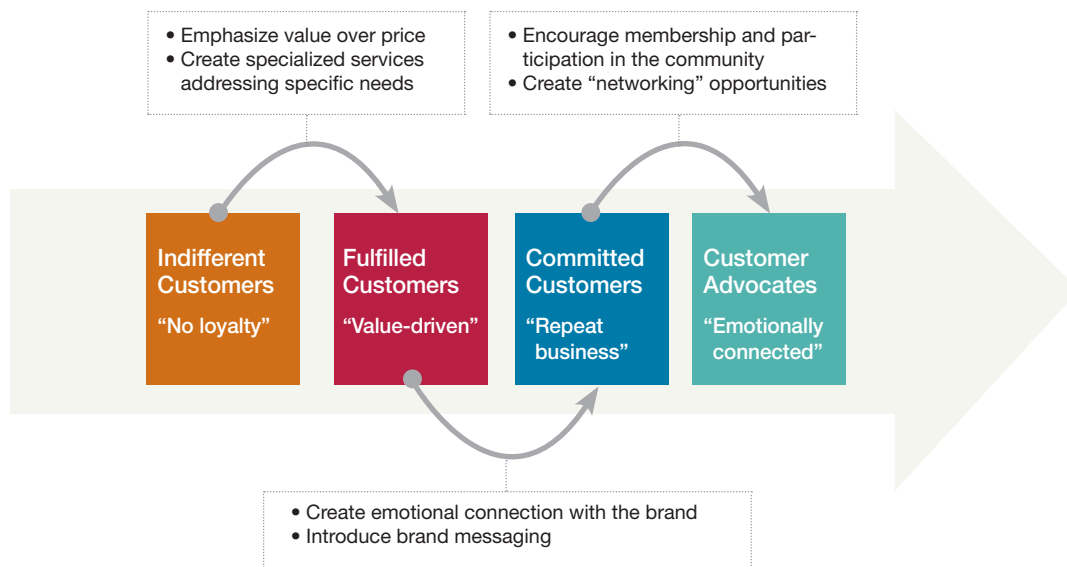 • Emphasize value over price
• Create specialized services
addressing specific needs
• Encourage membership and par-
ticipation in the community
• Create “networking” opportunities
Indifferent
Customers
“No loyalty”
Fulfilled
Customers
“Value-driven”
Committed
Customers
“Repeat
business”
Customer
Advocates
“Emotionally
connected”
• Create emotional connection with the brand
• Introduce brand messaging